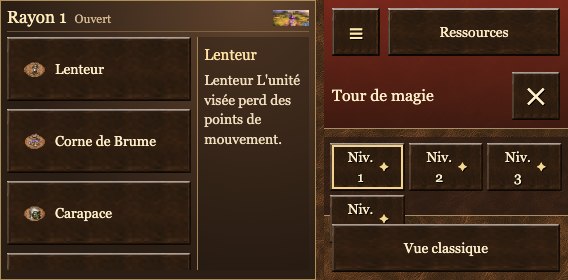 Rayon 1 Ouvert
Lenteur
Corne de Brume
Carapace
Lenteur
Lenteur L'unité
visée perd des
points de
mouvement.
Ressources
Tour de magie
Niv.
1
Niv.
2
Niv.
3
Niv.
Vue classique